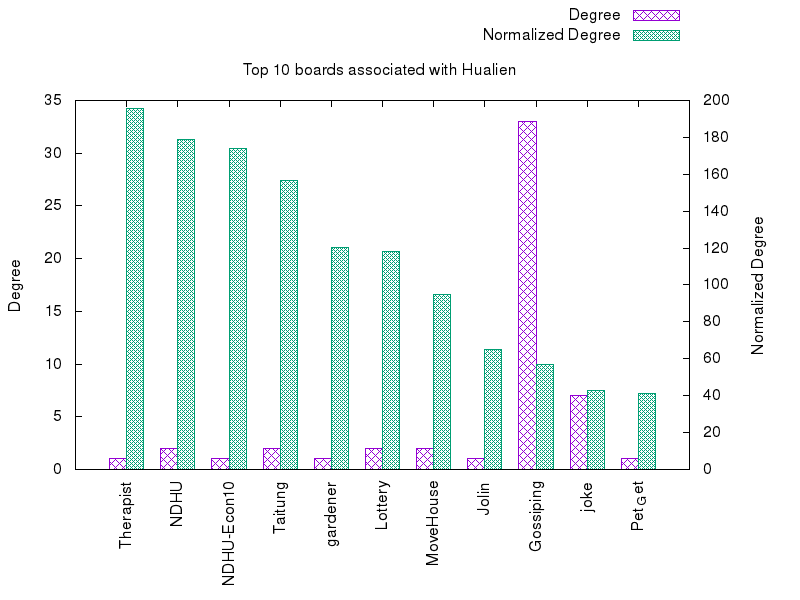 Degree
Normalized Degree
Top 10 boards associated with Hualien
35
30
25
20
15
10
5
0
200
180
160
140
120
100
80
60
40
20
0
Degree
Normalized Degree
Therapist
NDHU
NDHU-Econ10
Taitung
gardener
Lottery
MoveHouse
Jolin
Gossiping
joke
PetGet